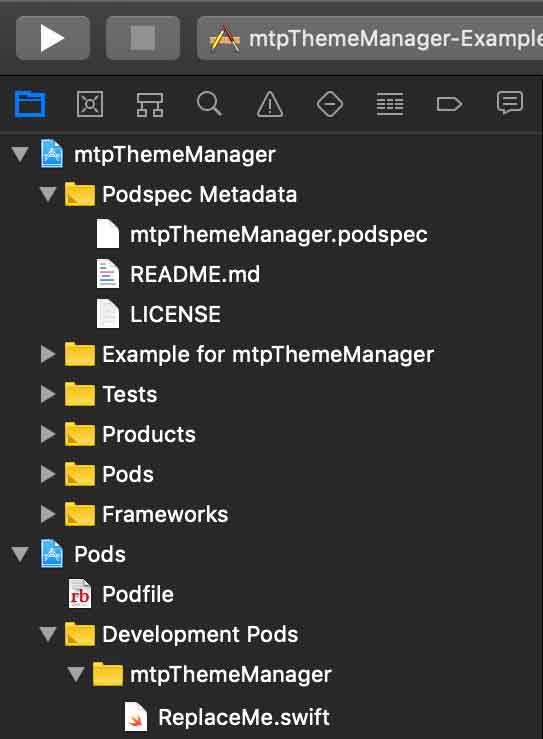 mtpThemeManager-Example
mtpThemeManager
Podspec Metadata
mtpThemeManager.podspec
README.md
LICENSE
Example for mtpThemeManager
Tests
Products
Pods
Frameworks
Pods
rb Podfile
Development Pods
mtpThemeManager
ReplaceMe.swift